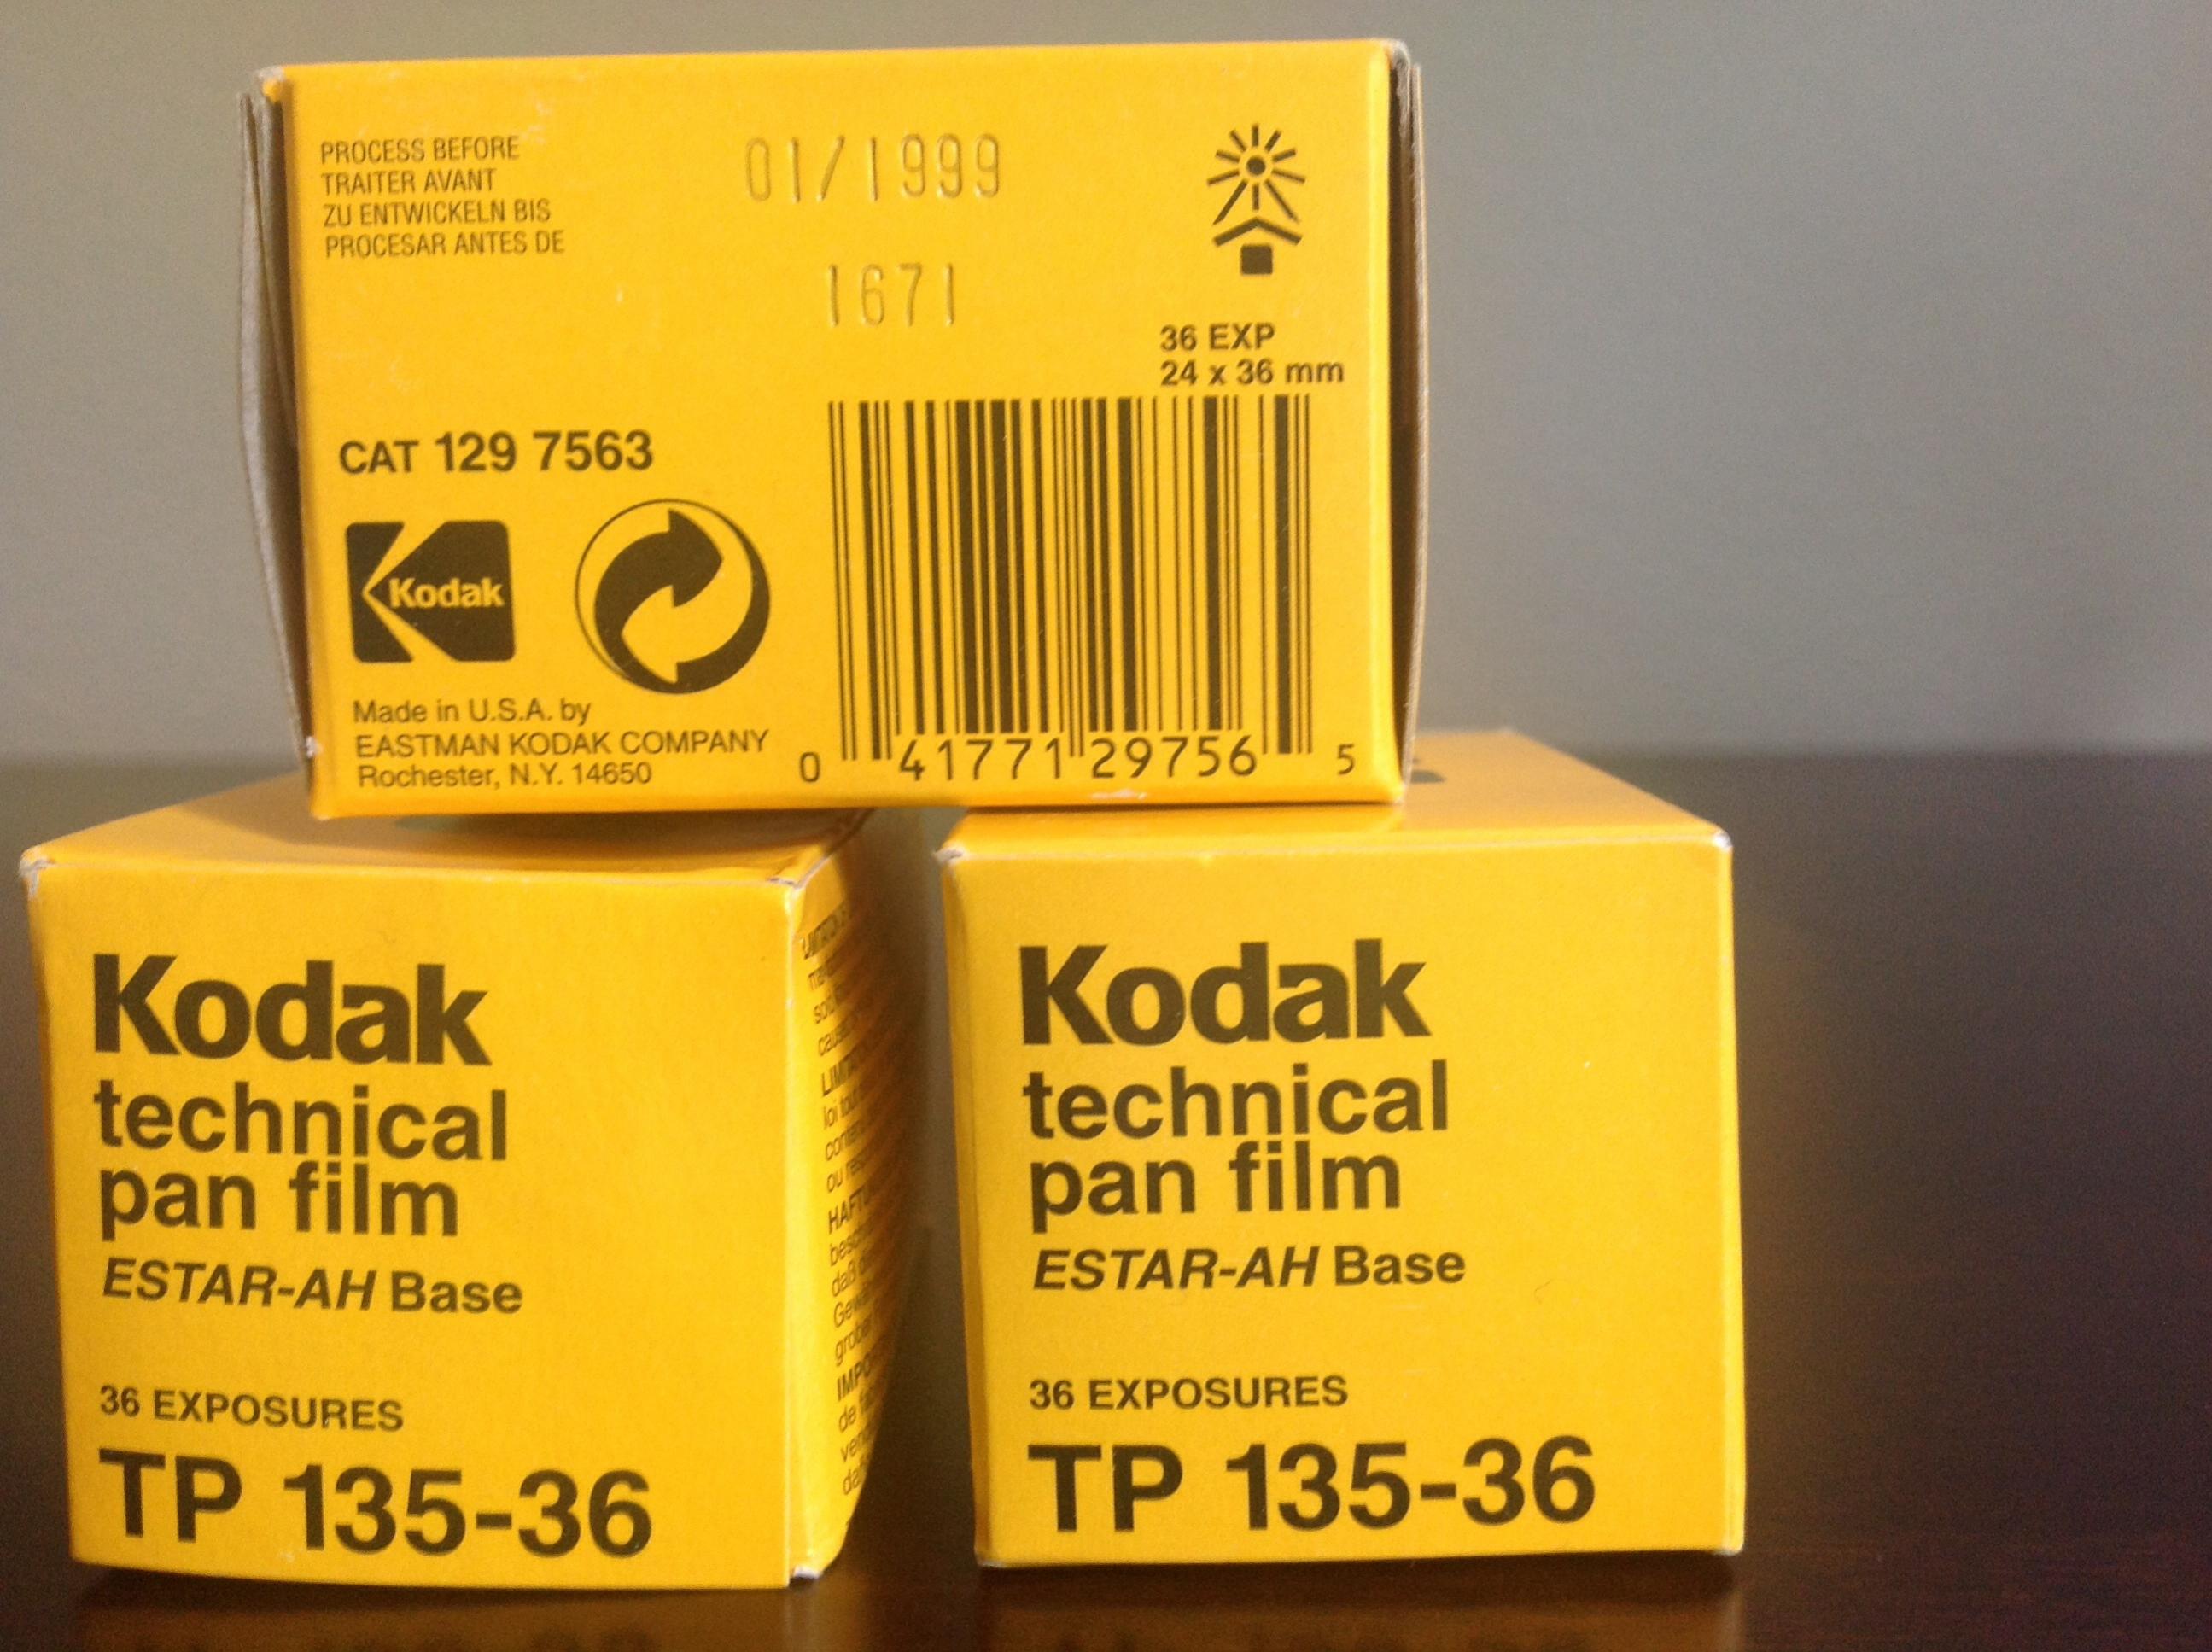 PROCESS BEFORE
TRAITER AVANT
ZU ENTWICKELN BIS
PROCESAR ANTES DE
01/1999
1671
36 EXP
24 x 36 mm
CAT 129 7563
Kodak
Made in U.S.A. by
EASTMAN KODAK COMPANY
Rochester, N.Y. 14650
0 41771 29756 5
Kodak
technical
pan film
ESTAR-AH Base
36 EXPOSURES
TP 135-36
Kodak
technical
pan film
ESTAR-AH Base
36 EXPOSURES
TP 135-36